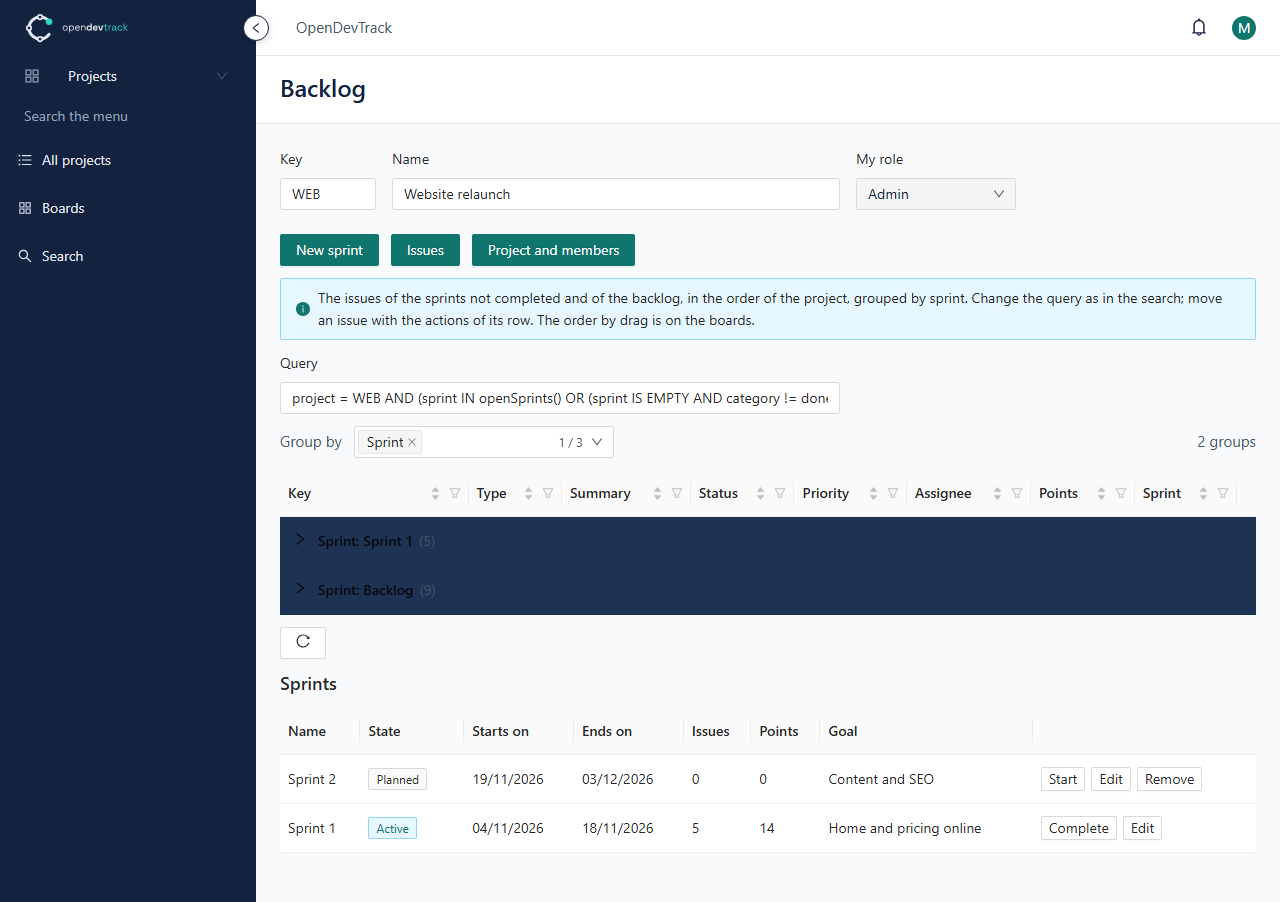 opendevtrack
OpenDevTrack
M
Projects
Search the menu
All projects
Boards
Search
Backlog
Key
Name
My role
WEB
Website relaunch
Admin
New sprint
Issues
Project and members
The issues of the sprints not completed and of the backlog, in the order of the project, grouped by sprint. Change the query as in the search; move
an issue with the actions of its row. The order by drag is on the boards.
Query
project = WEB AND (sprint IN openSprints() OR (sprint IS EMPTY AND category != done
Group by
Sprint
1 / 3
2 groups
Key Type Summary Status Priority Assignee Points Sprint
Sprint: Sprint 1 (5)
Sprint: Backlog (9)
Sprints
Name State Starts on Ends on Issues Points Goal
Sprint 2 Planned 19/11/2026 03/12/2026 0 0 Content and SEO Start Edit Remove
Sprint 1 Active 04/11/2026 18/11/2026 5 14 Home and pricing online Complete Edit